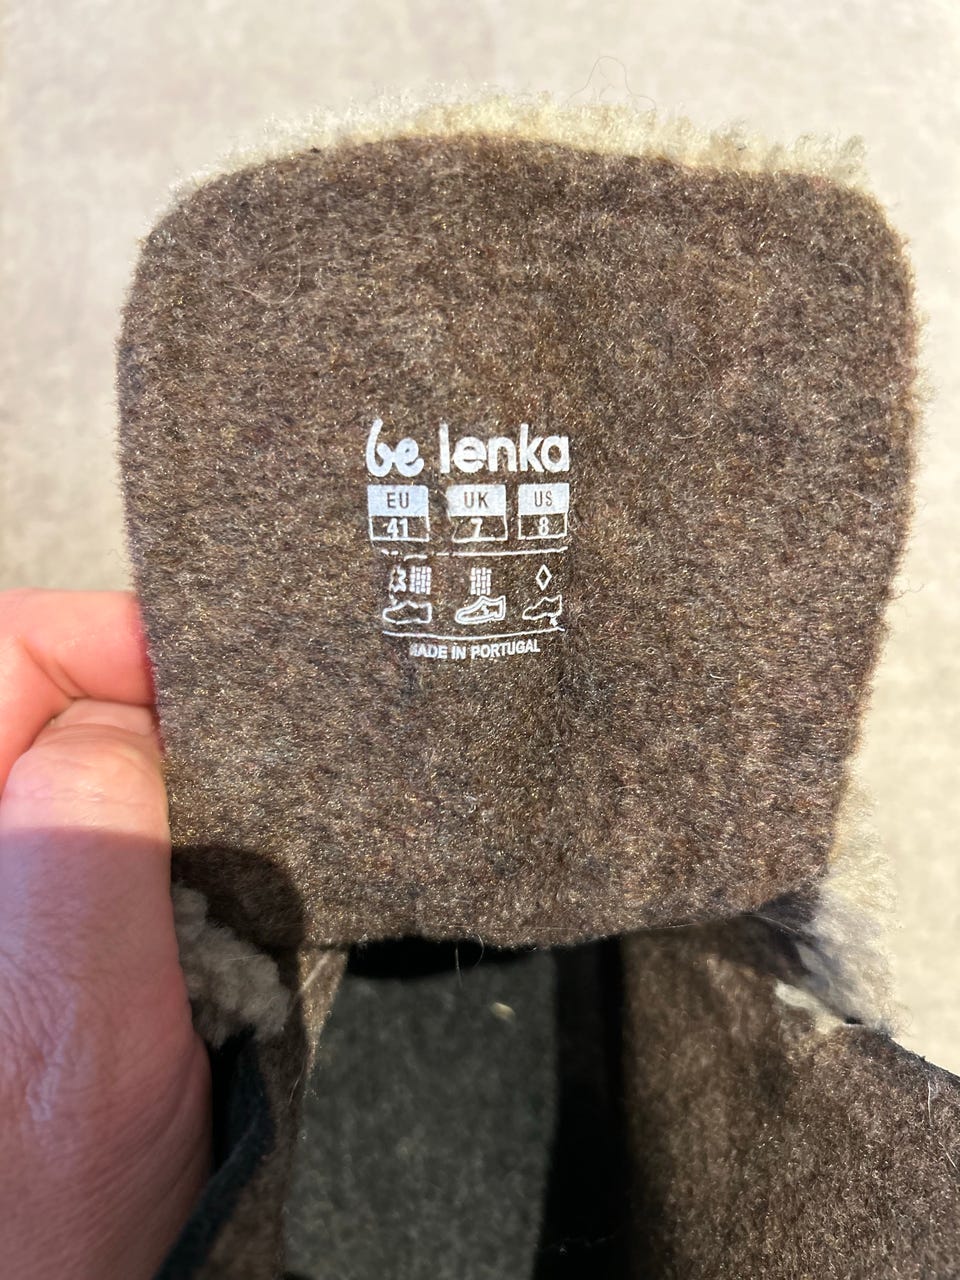 be lenka
EU UK US
41 7 8
MADE IN PORTUGAL